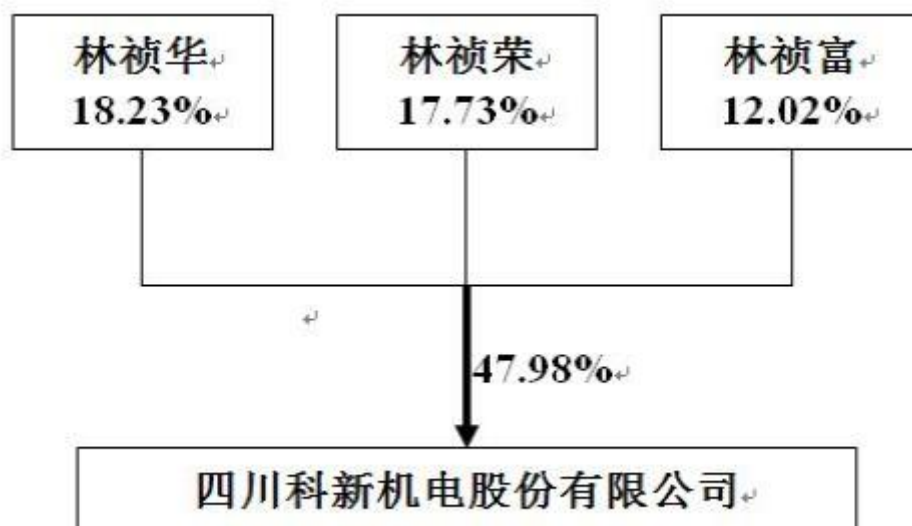 林祯华
18.23%
林祯荣
17.73%
林祯富
12.02%
47.98%
四川科新机电股份有限公司